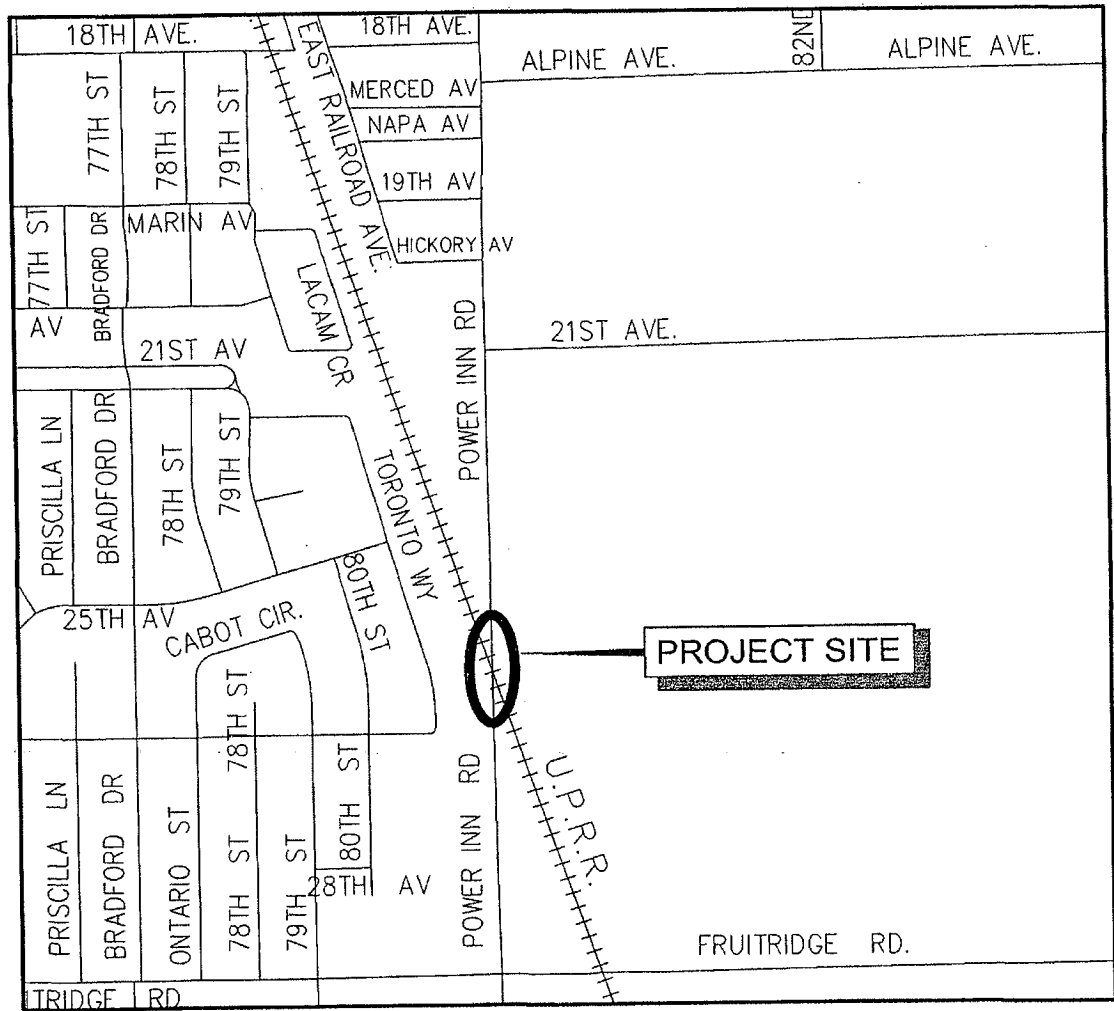 18TH AVE.
EAST RAILROAD AVE.
18TH AVE.
ALPINE AVE.
82ND
ALPINE AVE.
77TH ST
78TH ST
79TH ST
MERCED AV
NAPA AV
19TH AV
HICKORY AV
77TH ST
BRADFORD DR
MARIN AV
LACAM CR
AV
21ST AV
POWER INN RD
21ST AVE.
PRISCILLA LN
BRADFORD DR
78TH ST
79TH ST
TORONTO WY
80TH ST
25TH AV
CABOT CIR.
PROJECT SITE
78TH ST
U.P.R.R.
PRISCILLA LN
BRADFORD DR
ONTARIO ST
78TH ST
79TH ST
80TH ST
28TH AV
POWER INN RD
FRUITRIDGE RD.
ITRIDGE RD